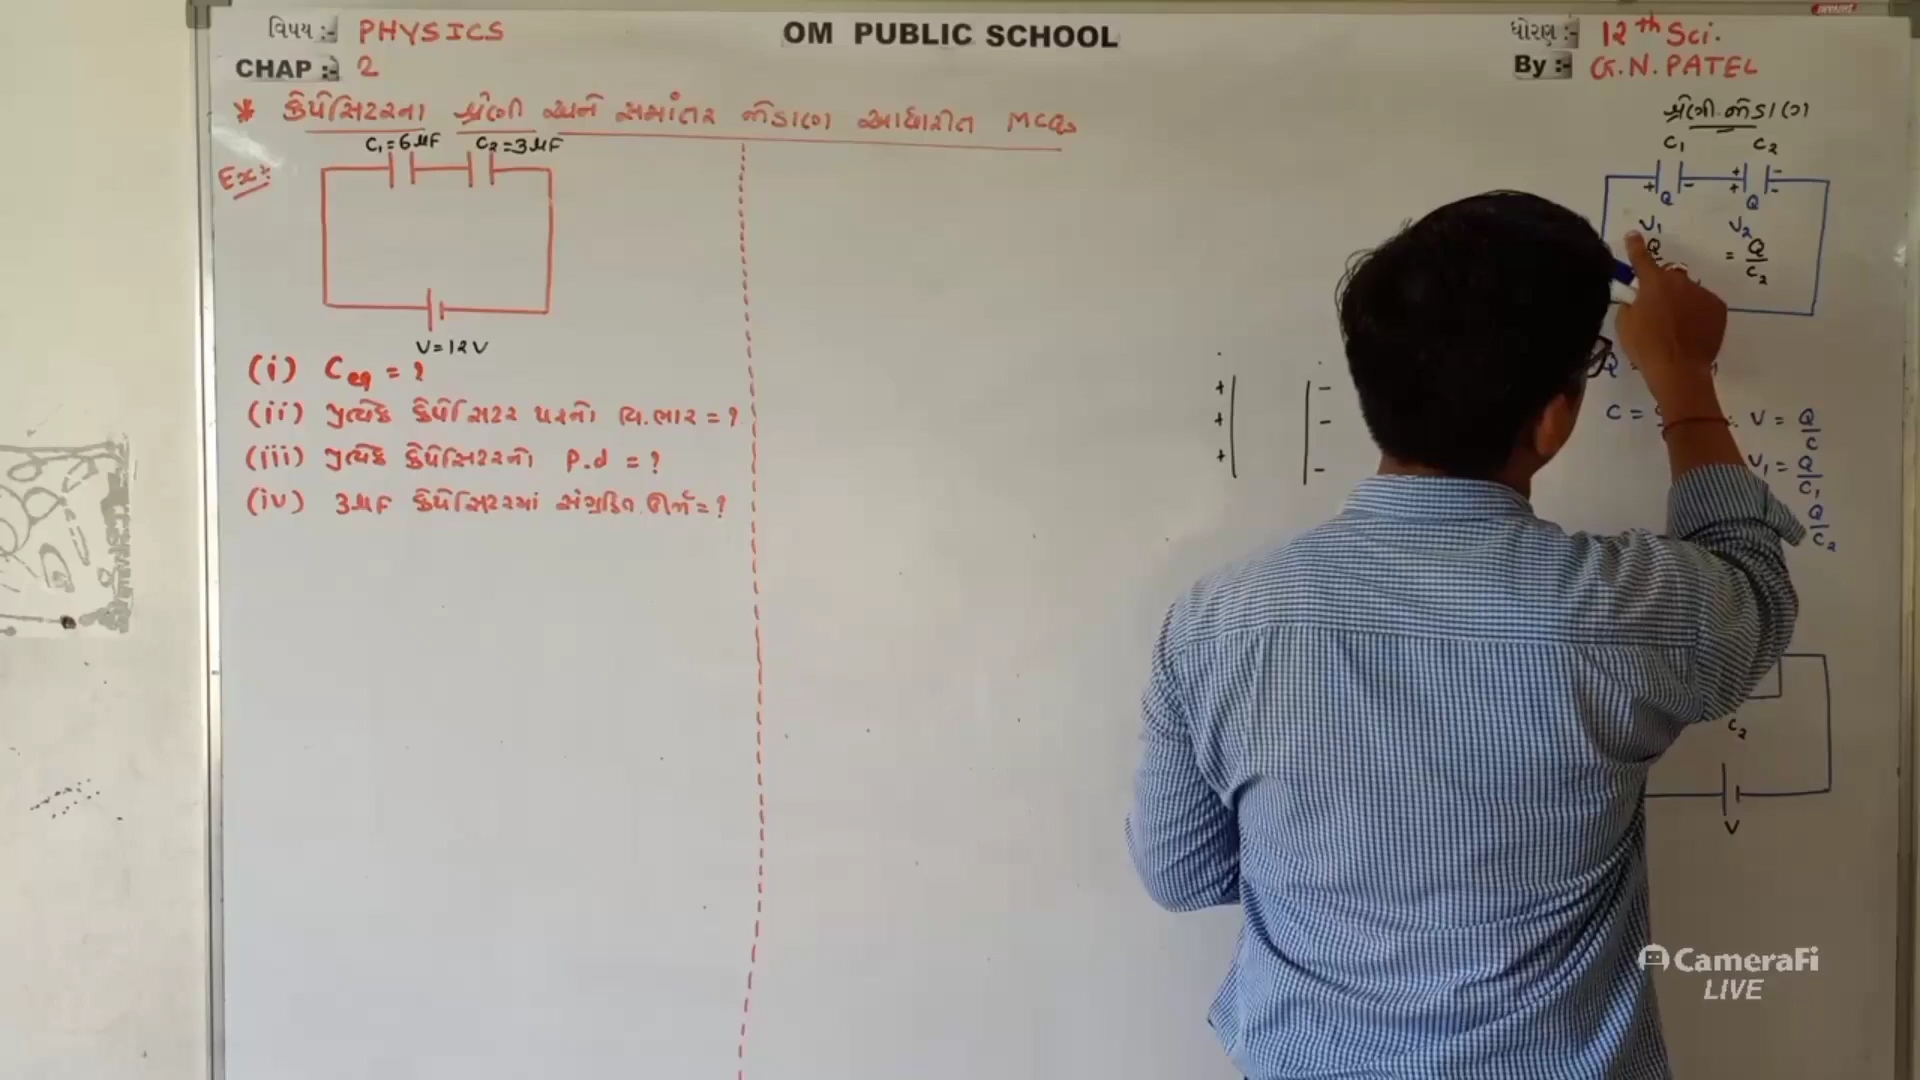 વિષય :- PHYSICS
OM PUBLIC SCHOOL
ધોરણ :- 12th Sci.
CHAP :- 2
By :- G.N. PATEL
* કેપેસિટરના શ્રેણી અને સમાંતર જોડાણ આધારીત MCQs
શ્રેણી જોડાણ
Ex:
C₁=6μF C₂=3μF
V=12V
(i) Ceq = ?
(ii) પ્રત્યેક કેપેસિટર પરનો વિ.ભાર = ?
(iii) પ્રત્યેક કેપેસિટરનો P.d = ?
(iv) 3μF કેપેસિટરમાં સંગ્રહિત ઊર્જા = ?
C₁ C₂
+ - + -
+ -
Q Q
V₁ V₂
Q = Q/C₂
Q =
C = ∴ V = Q/C
V₁ = Q/C₁
Q/C₂
+ -
+ -
+ -
C₂
V
CameraFi
LIVE